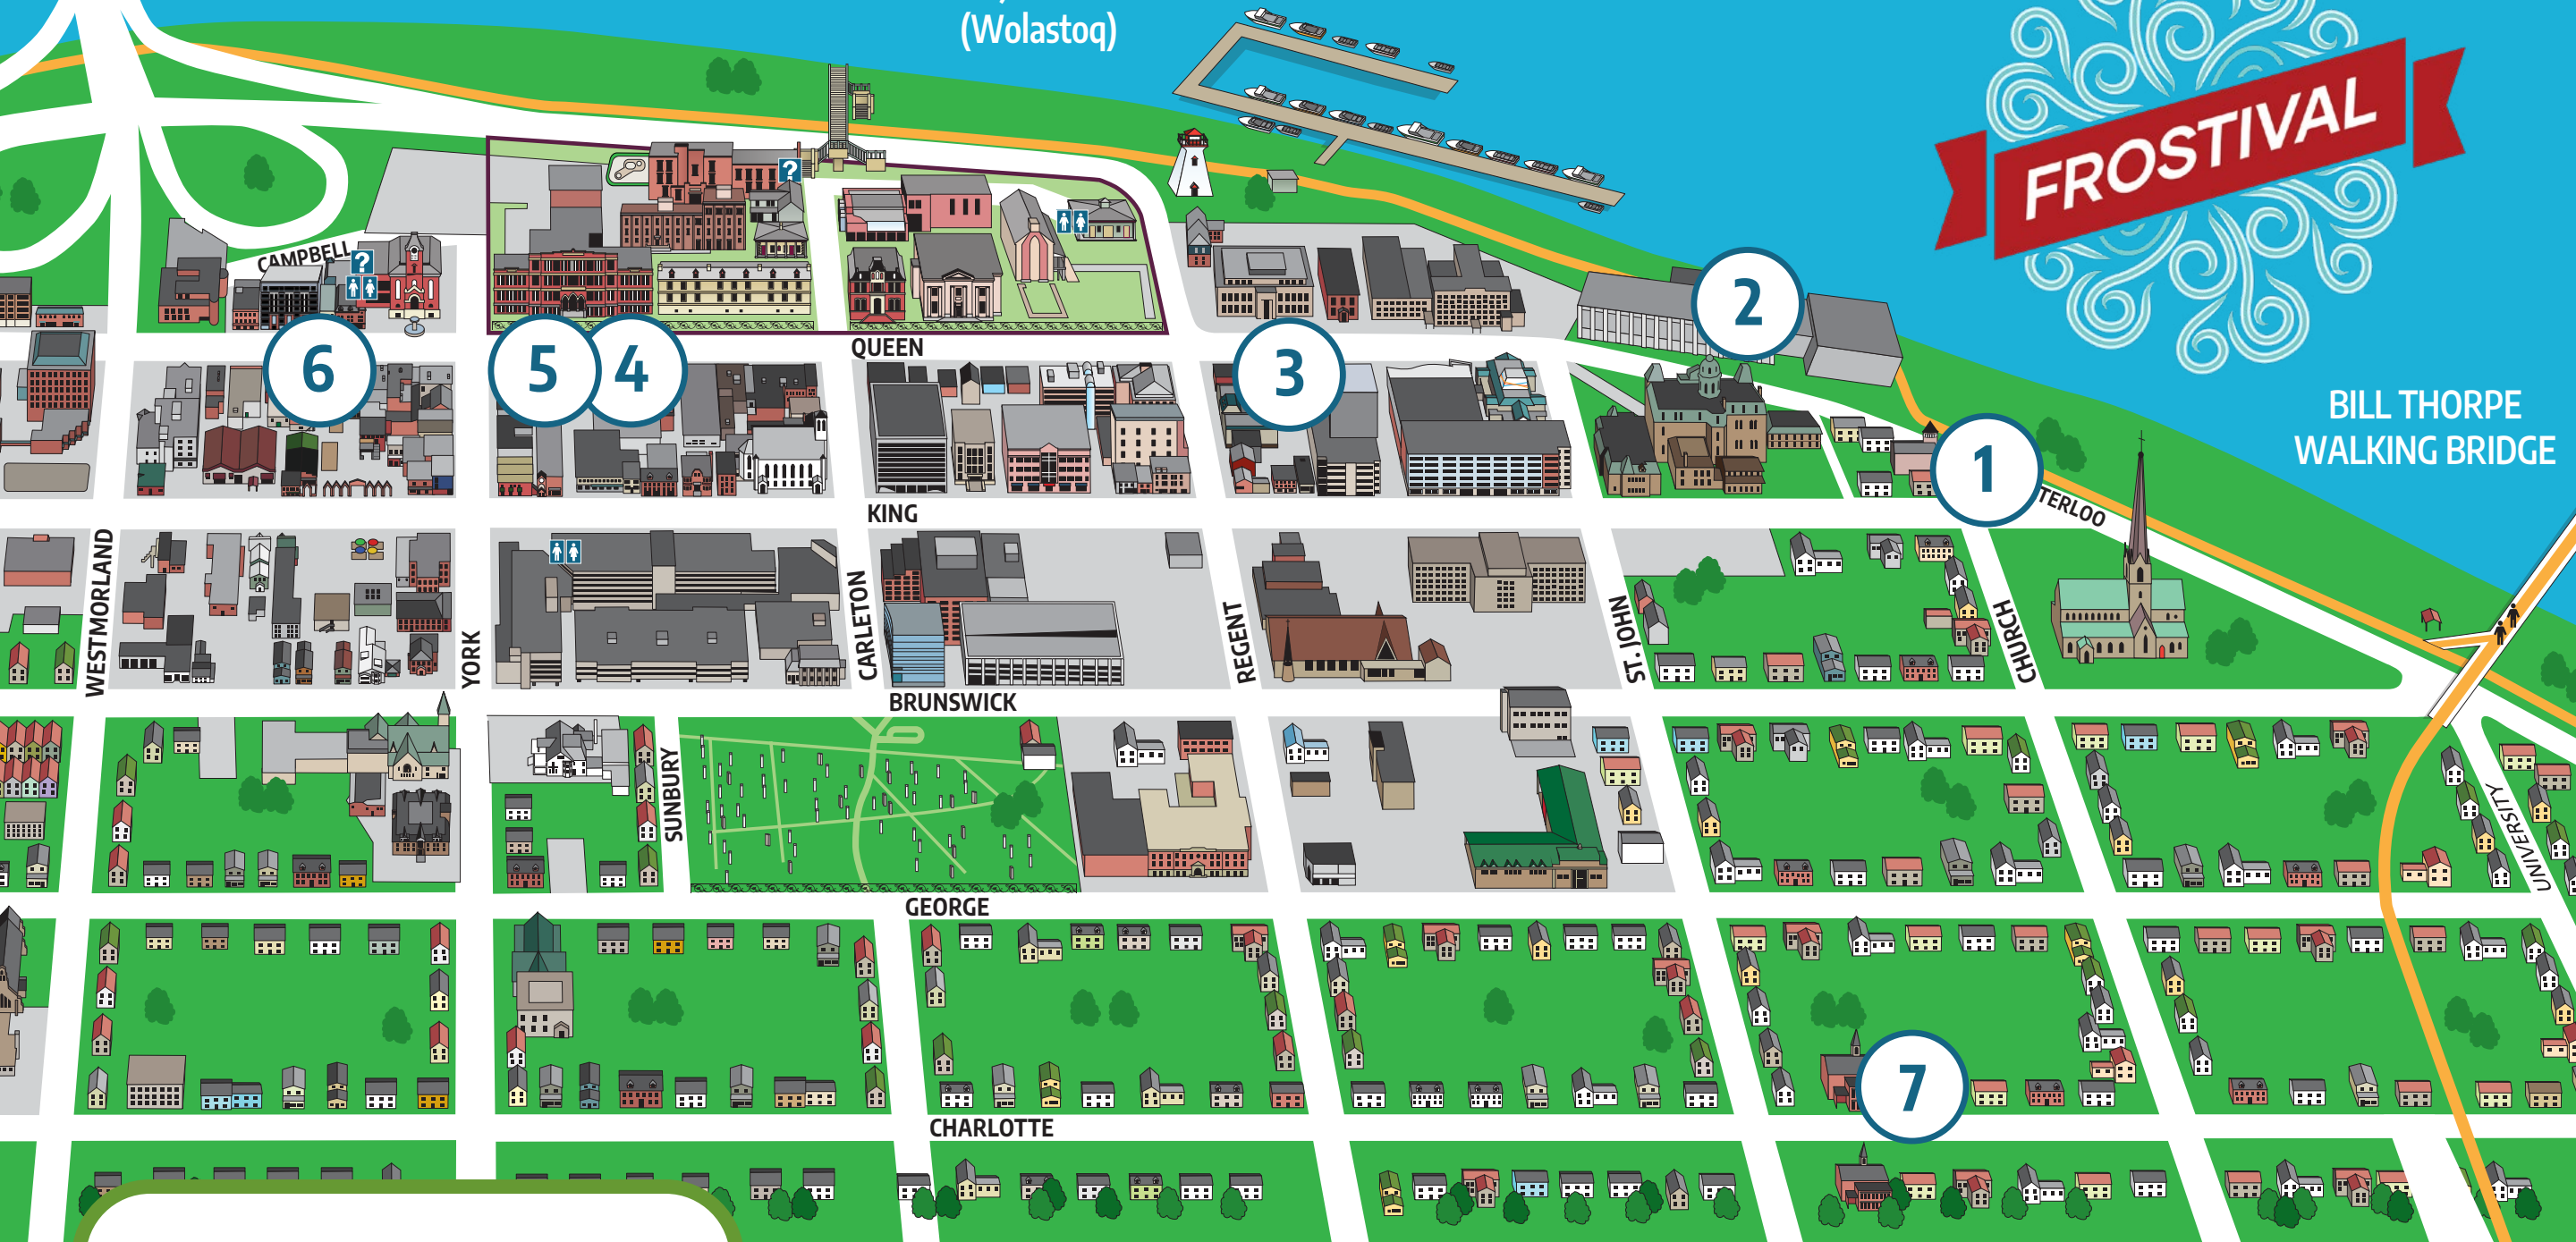 (Wolastoq)
FROSTIVAL
BILL THORPE
WALKING BRIDGE
CAMPBELL
?
?
2
6
5
4
QUEEN
3
1
TERLOO
KING
WESTMORLAND
YORK
CARLETON
REGENT
ST. JOHN
CHURCH
BRUNSWICK
SUNBURY
UNIVERSITY
GEORGE
7
CHARLOTTE